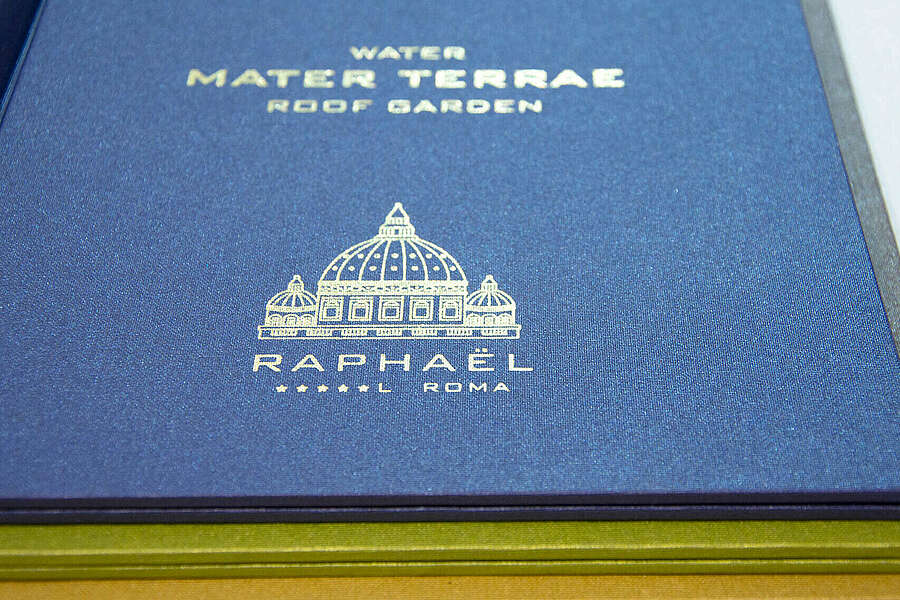 WATER
MATER TERRAE
ROOF GARDEN
RAPHAËL
★★★★★L ROMA